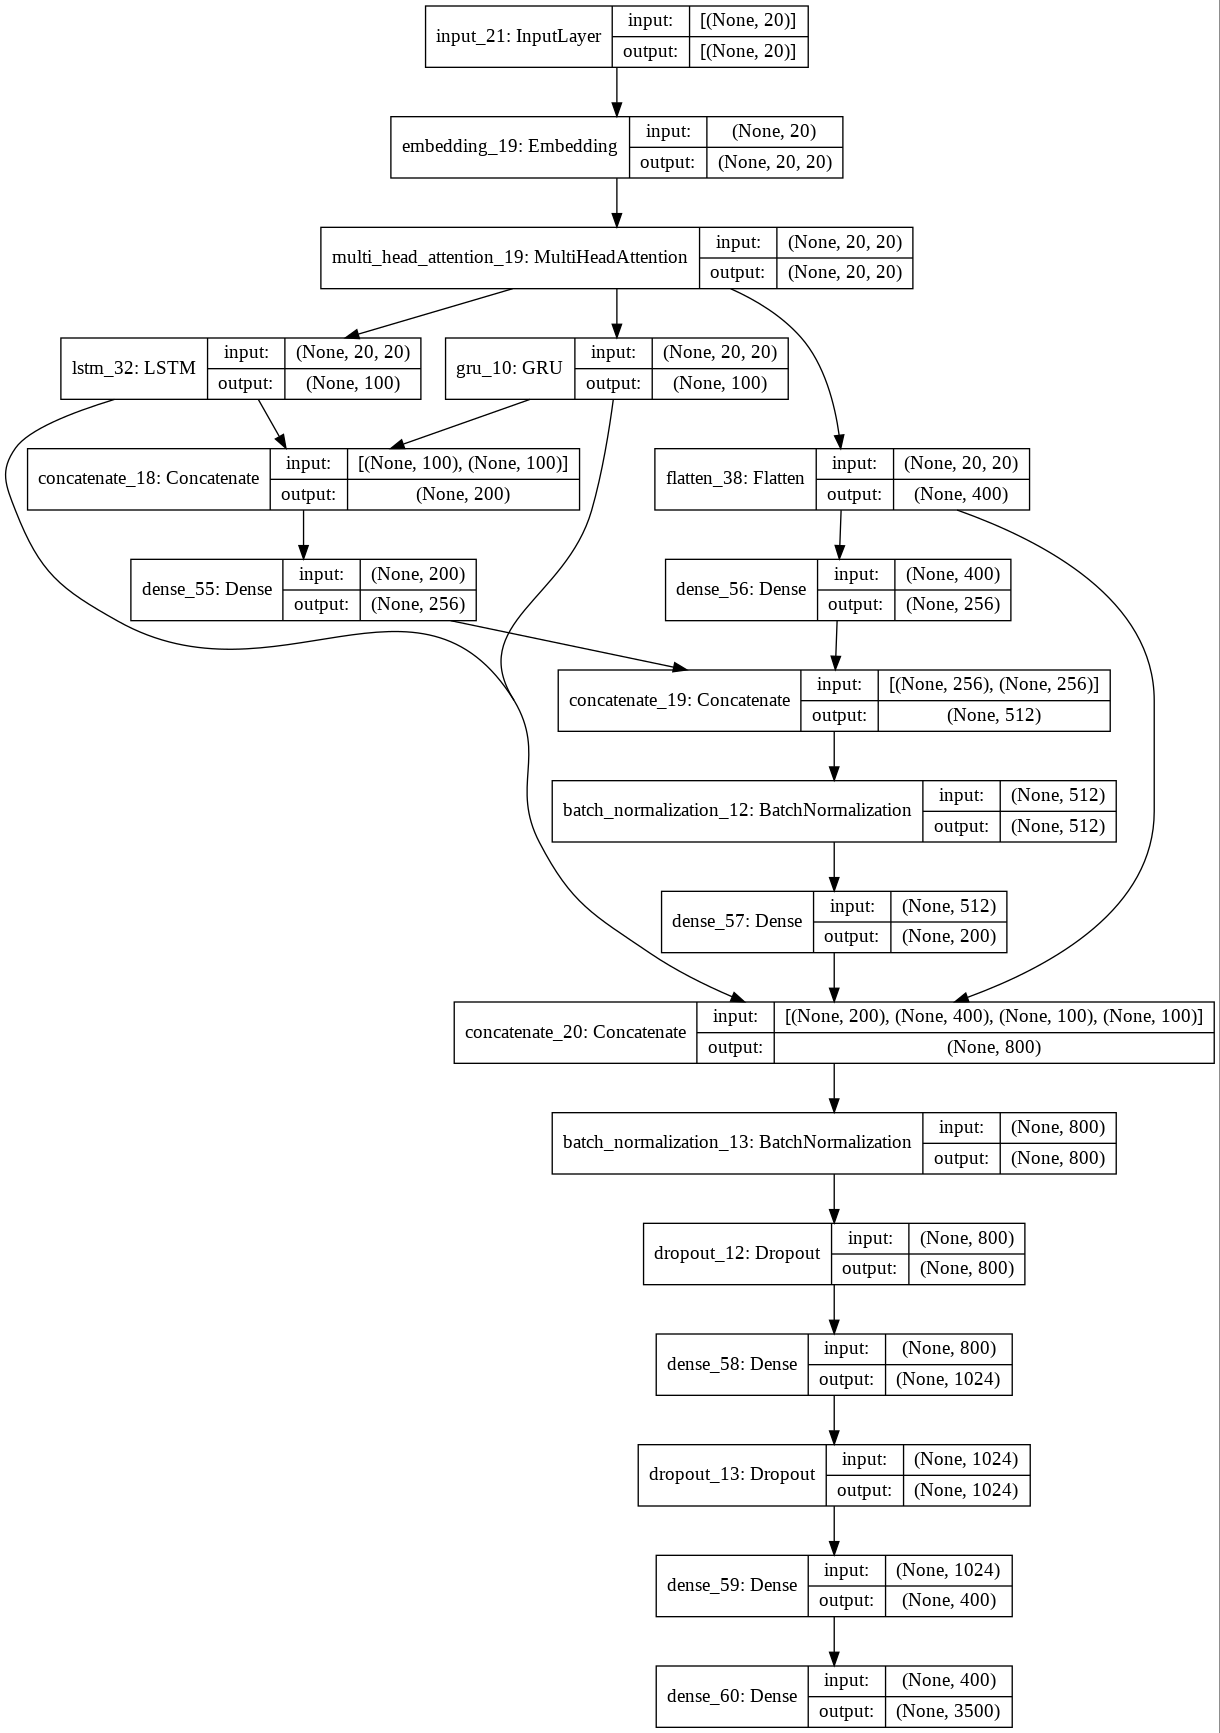 input_21: InputLayer
input:
[(None, 20)]
output:
[(None, 20)]
embedding_19: Embedding
input:
(None, 20)
output:
(None, 20, 20)
multi_head_attention_19: MultiHeadAttention
input:
(None, 20, 20)
output:
(None, 20, 20)
lstm_32: LSTM
input:
(None, 20, 20)
output:
(None, 100)
gru_10: GRU
input:
(None, 20, 20)
output:
(None, 100)
concatenate_18: Concatenate
input:
[(None, 100), (None, 100)]
output:
(None, 200)
flatten_38: Flatten
input:
(None, 20, 20)
output:
(None, 400)
dense_55: Dense
input:
(None, 200)
output:
(None, 256)
dense_56: Dense
input:
(None, 400)
output:
(None, 256)
concatenate_19: Concatenate
input:
[(None, 256), (None, 256)]
output:
(None, 512)
batch_normalization_12: BatchNormalization
input:
(None, 512)
output:
(None, 512)
dense_57: Dense
input:
(None, 512)
output:
(None, 200)
concatenate_20: Concatenate
input:
[(None, 200), (None, 400), (None, 100), (None, 100)]
output:
(None, 800)
batch_normalization_13: BatchNormalization
input:
(None, 800)
output:
(None, 800)
dropout_12: Dropout
input:
(None, 800)
output:
(None, 800)
dense_58: Dense
input:
(None, 800)
output:
(None, 1024)
dropout_13: Dropout
input:
(None, 1024)
output:
(None, 1024)
dense_59: Dense
input:
(None, 1024)
output:
(None, 400)
dense_60: Dense
input:
(None, 400)
output:
(None, 3500)